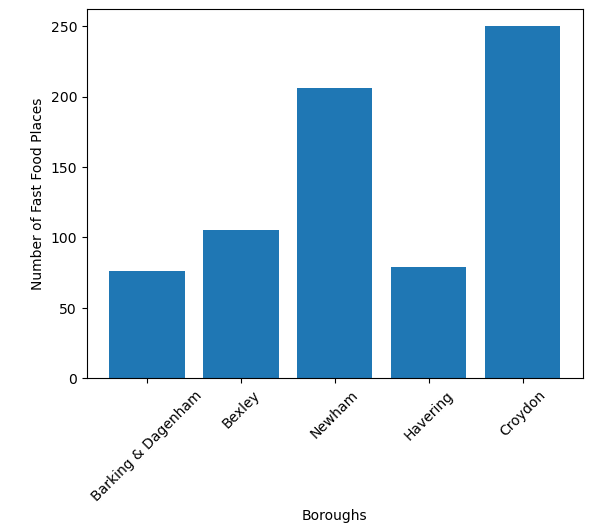 250
200
150
100
50
0
Number of Fast Food Places
Barking & Dagenham
Bexley
Newham
Havering
Croydon
Boroughs